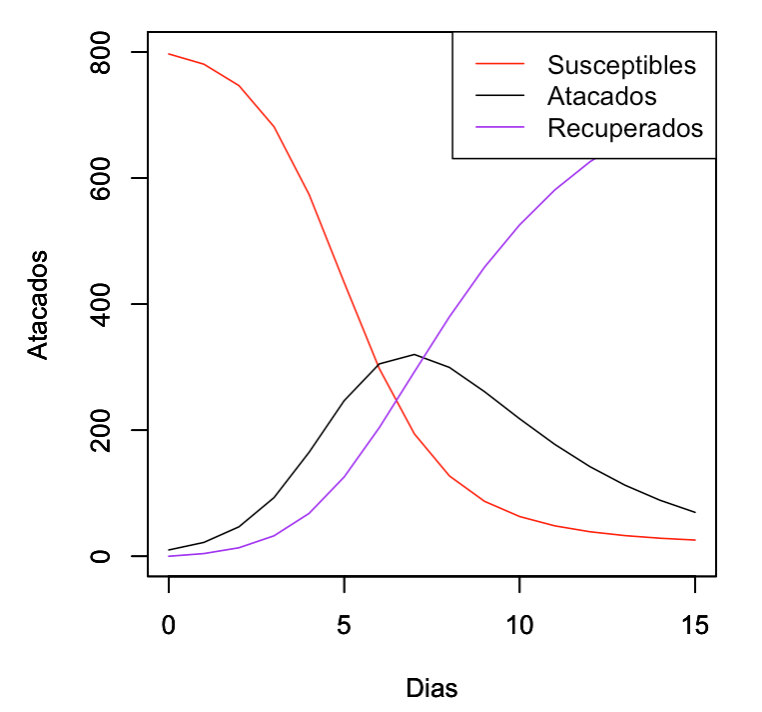 Susceptibles
Atacados
Recuperados
Atacados
800
600
400
200
0
0 5 10 15
Dias